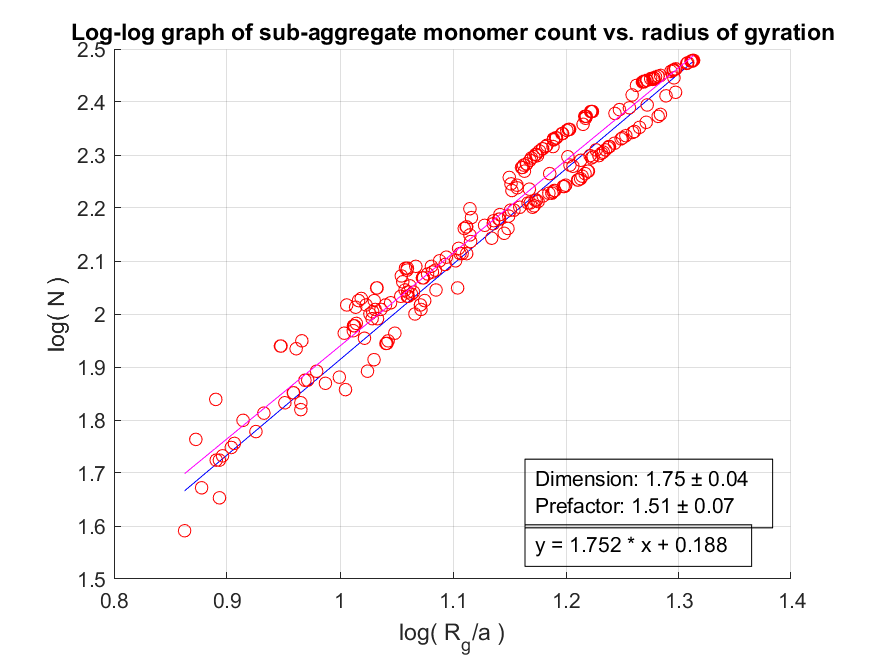 Log-log graph of sub-aggregate monomer count vs. radius of gyration
2.5
2.4
2.3
2.2
2.1
2
1.9
1.8
1.7
1.6
1.5
log( N )
Dimension: 1.75 ± 0.04
Prefactor: 1.51 ± 0.07
y = 1.752 * x + 0.188
0.8 0.9 1 1.1 1.2 1.3 1.4
log( R_g/a )